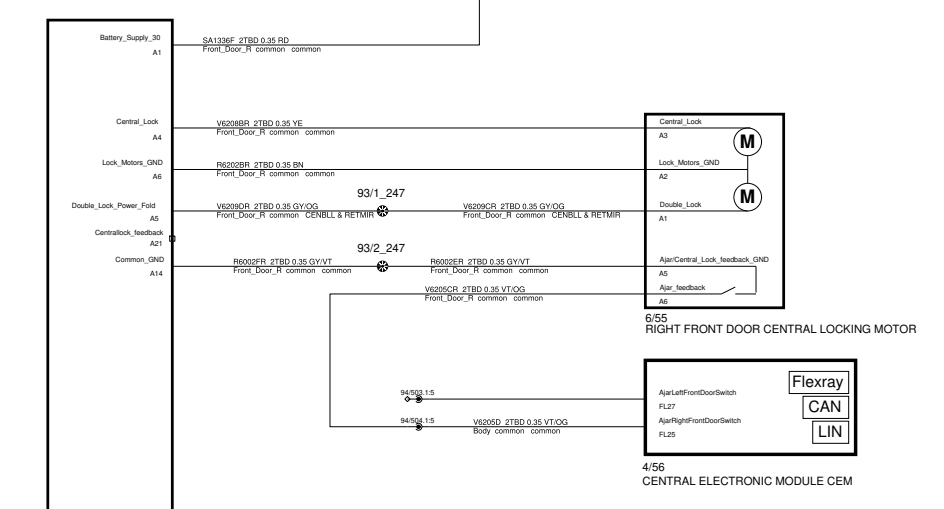 Battery_Supply_30
A1
SA1336F 2TBD 0.35 RD
Front_Door_R common common
Central_Lock
A4
V6208BR 2TBD 0.35 YE
Front_Door_R common common
Central_Lock
A3
M
Lock_Motors_GND
A6
R6202BR 2TBD 0.35 BN
Front_Door_R common common
Lock_Motors_GND
A2
M
93/1_247
Double_Lock_Power_Fold
A5
V6209DR 2TBD 0.35 GY/OG
Front_Door_R common CENBLL & RETMIR
V6209CR 2TBD 0.35 GY/OG
Front_Door_R common CENBLL & RETMIR
Double_Lock
A1
Centrallock_feedback
A21
93/2_247
Common_GND
A14
R6002FR 2TBD 0.35 GY/VT
Front_Door_R common common
R6002ER 2TBD 0.35 GY/VT
Front_Door_R common common
Ajar/Central_Lock_feedback_GND
A5
V6205CR 2TBD 0.35 VT/OG
Front_Door_R common common
Ajar_feedback
A6
6/55
RIGHT FRONT DOOR CENTRAL LOCKING MOTOR
94/503.1:5
AjarLeftFrontDoorSwitch
FL27
94/504.1:5
V6205D 2TBD 0.35 VT/OG
Body common common
AjarRightFrontDoorSwitch
FL25
Flexray
CAN
LIN
4/56
CENTRAL ELECTRONIC MODULE CEM